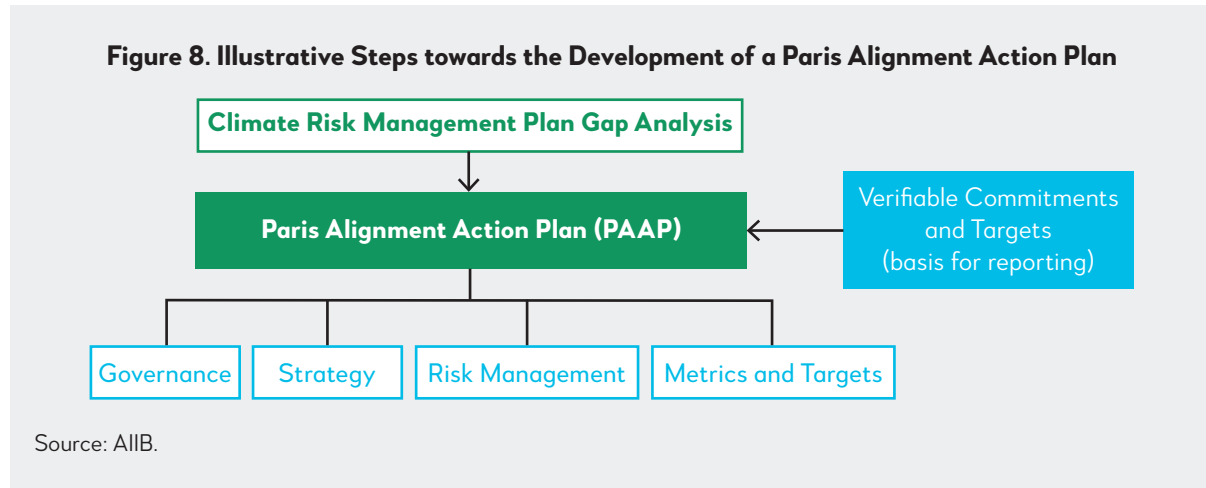 Figure 8. Illustrative Steps towards the Development of a Paris Alignment Action Plan
Climate Risk Management Plan Gap Analysis
Paris Alignment Action Plan (PAAP)
Verifiable Commitments
and Targets
(basis for reporting)
Governance
Strategy
Risk Management
Metrics and Targets
Source: AIIB.